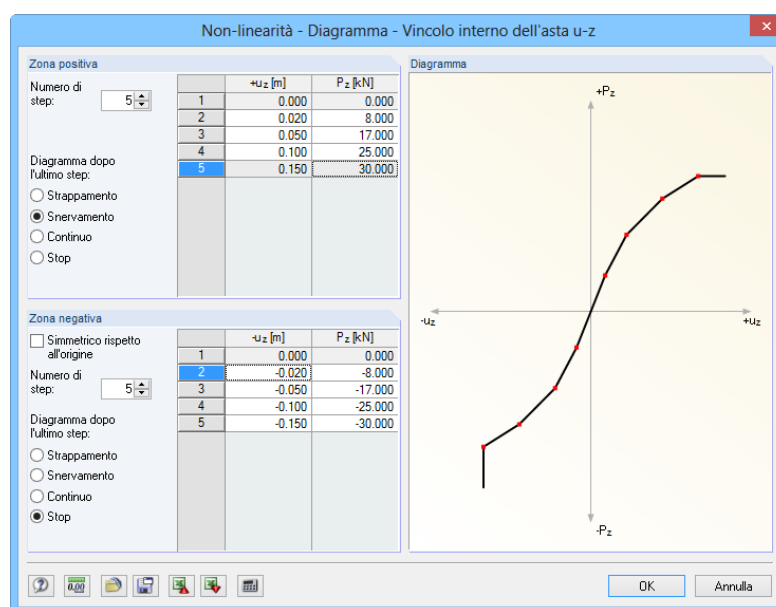 Non-linearità - Diagramma - Vincolo interno dell'asta u-z
Zona positiva
Numero di
step: 5
+uz [m] Pz [kN]
1 0.000 0.000
2 0.020 8.000
3 0.050 17.000
4 0.100 25.000
5 0.150 30.000
Diagramma dopo
l'ultimo step:
Strappamento
Snervamento
Continuo
Stop
Zona negativa
Simmetrico rispetto
all'origine
Numero di
step: 5
-uz [m] Pz [kN]
1 0.000 0.000
2 -0.020 -8.000
3 -0.050 -17.000
4 -0.100 -25.000
5 -0.150 -30.000
Diagramma dopo
l'ultimo step:
Strappamento
Snervamento
Continuo
Stop
Diagramma
+Pz
-uz
+uz
-Pz
0.00
OK
Annulla